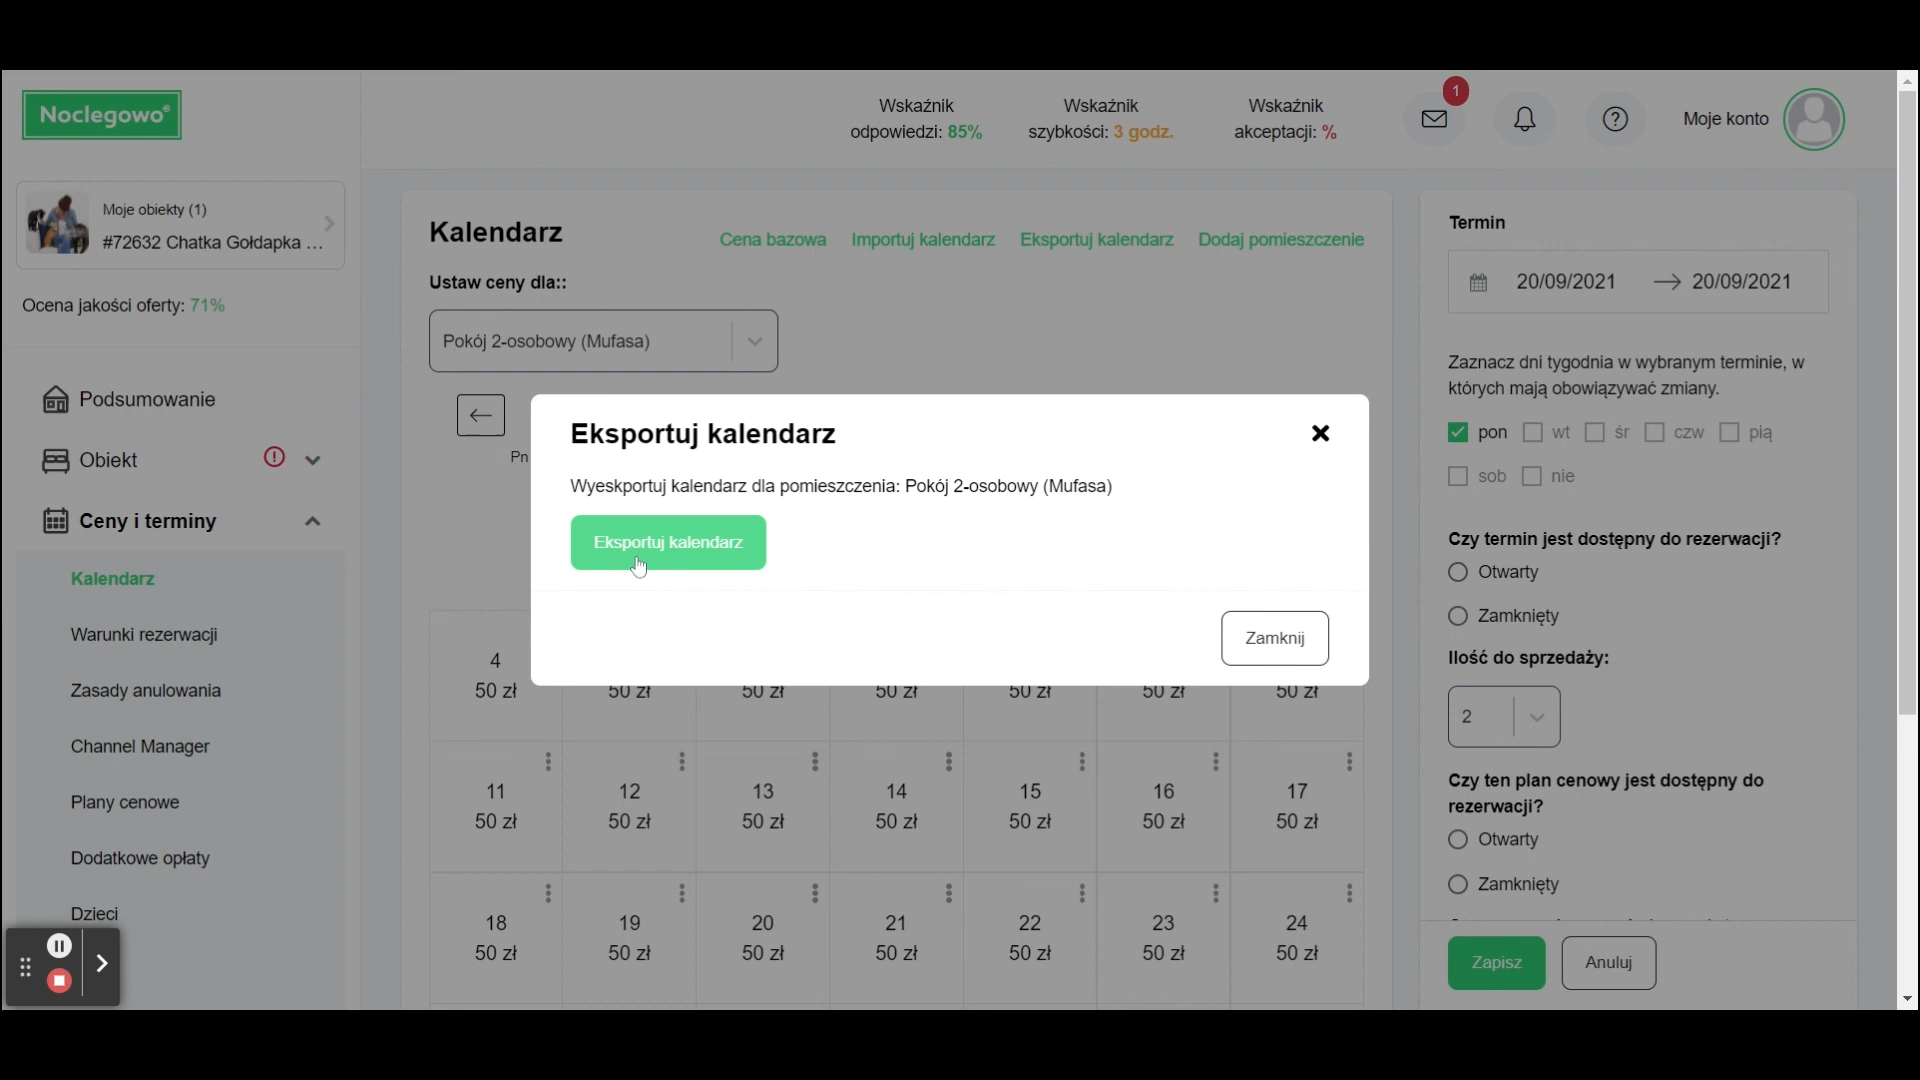 Noclegowo®
Wskaźnik
odpowiedzi: 85%
Wskaźnik
szybkości: 3 godz.
Wskaźnik
akceptacji: %
1
Moje konto
Moje obiekty (1)
#72632 Chatka Gołdapka ...
Ocena jakości oferty: 71%
Podsumowanie
Obiekt
Ceny i terminy
Kalendarz
Warunki rezerwacji
Zasady anulowania
Channel Manager
Plany cenowe
Dodatkowe opłaty
Dzieci
Kalendarz
Cena bazowa
Importuj kalendarz
Eksportuj kalendarz
Dodaj pomieszczenie
Ustaw ceny dla::
Pokój 2-osobowy (Mufasa)
Pn
Eksportuj kalendarz
Wyeskportuj kalendarz dla pomieszczenia: Pokój 2-osobowy (Mufasa)
Eksportuj kalendarz
Zamknij
4
50 zł 50 zł 50 zł 50 zł 50 zł 50 zł 50 zł
11 12 13 14 15 16 17
50 zł 50 zł 50 zł 50 zł 50 zł 50 zł 50 zł
18 19 20 21 22 23 24
50 zł 50 zł 50 zł 50 zł 50 zł 50 zł 50 zł
Termin
20/09/2021 → 20/09/2021
Zaznacz dni tygodnia w wybranym terminie, w
których mają obowiązywać zmiany.
pon wt śr czw pią
sob nie
Czy termin jest dostępny do rezerwacji?
Otwarty
Zamknięty
Ilość do sprzedaży:
2
Czy ten plan cenowy jest dostępny do
rezerwacji?
Otwarty
Zamknięty
Zapisz
Anuluj